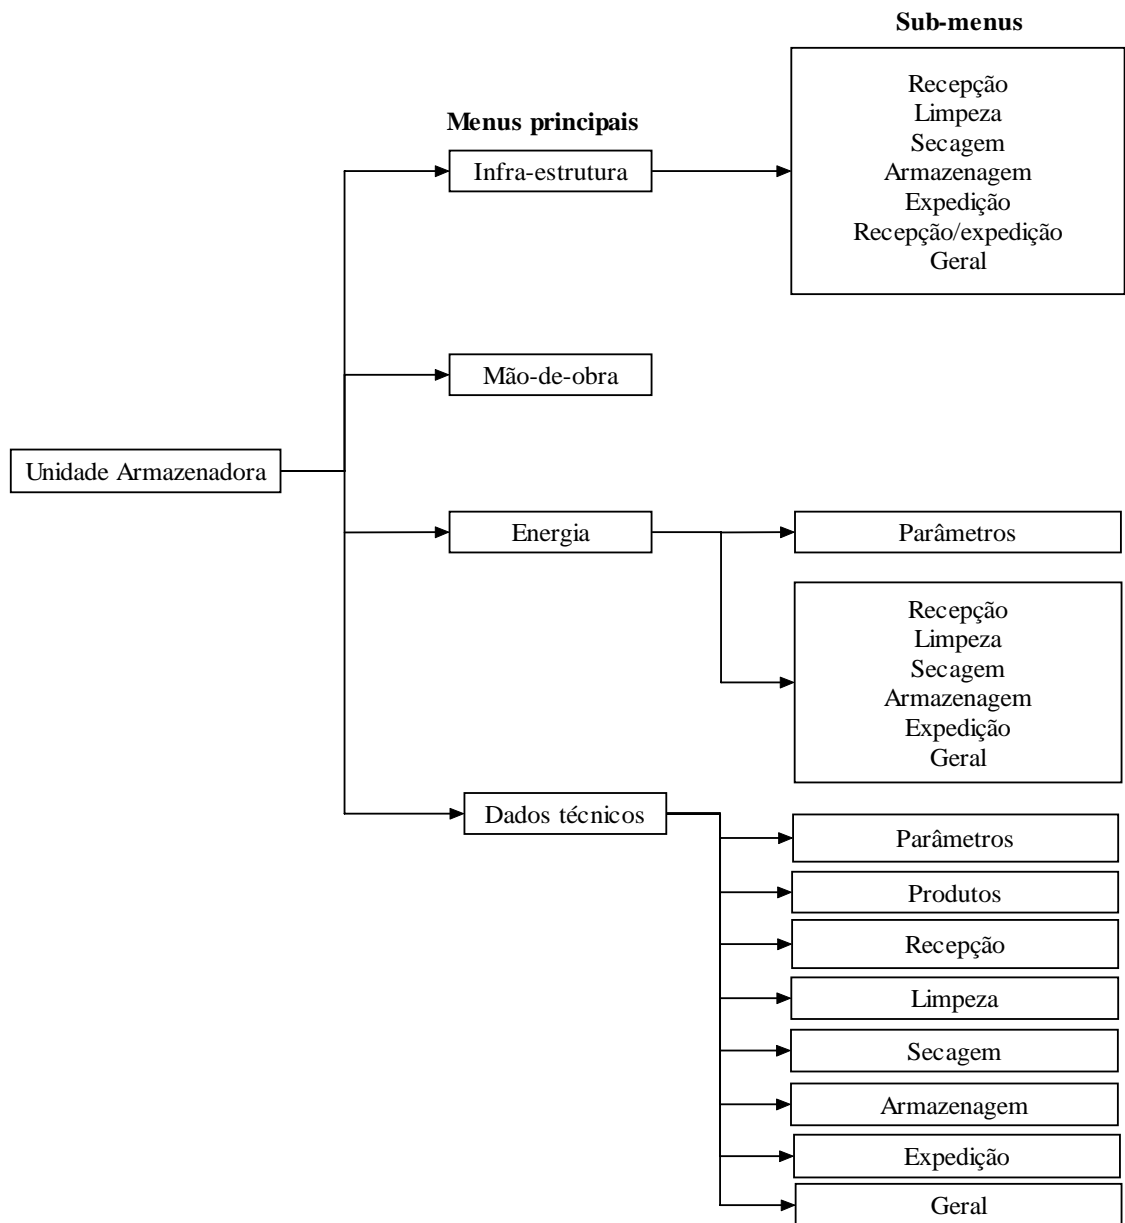 Sub-menus
Recepção
Limpeza
Secagem
Armazenagem
Expedição
Recepção/expedição
Geral
Menus principais
Infra-estrutura
Mão-de-obra
Unidade Armazenadora
Energia
Parâmetros
Recepção
Limpeza
Secagem
Armazenagem
Expedição
Geral
Dados técnicos
Parâmetros
Produtos
Recepção
Limpeza
Secagem
Armazenagem
Expedição
Geral